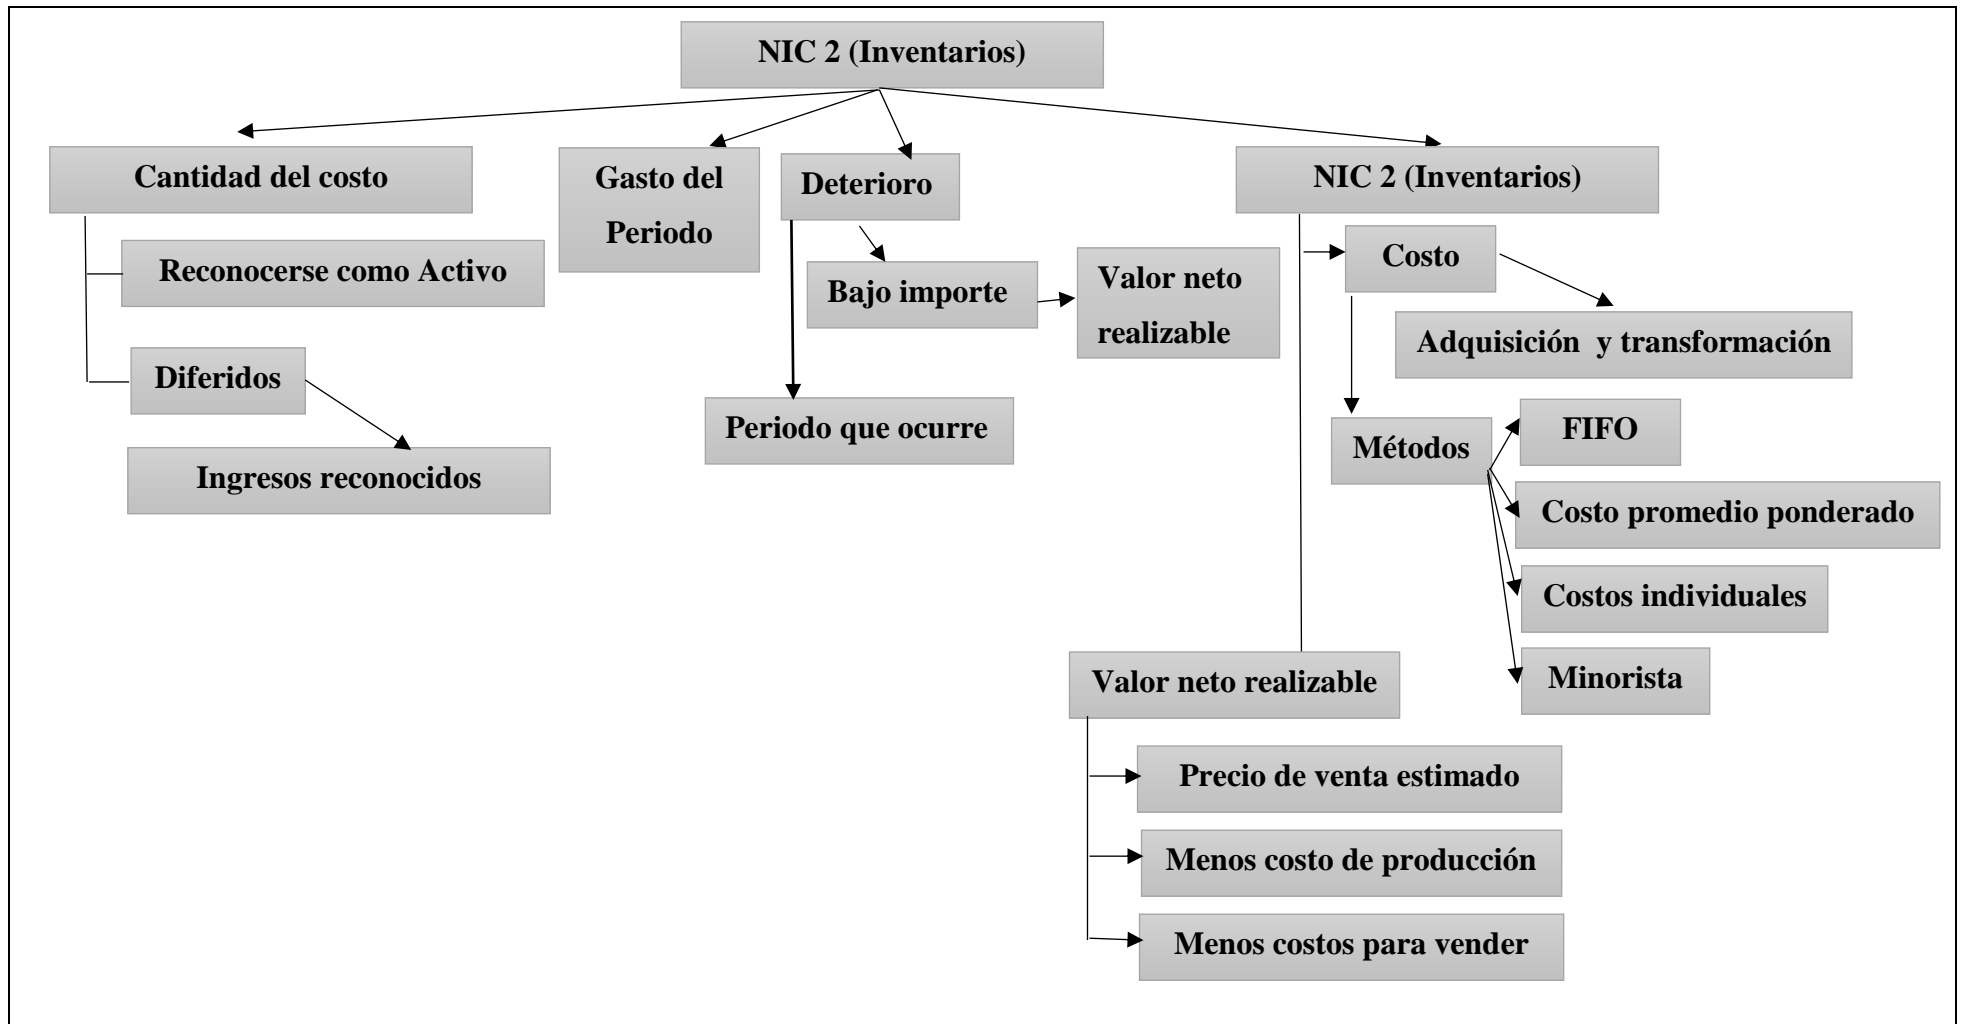 NIC 2 (Inventarios)
Cantidad del costo
Reconocerse como Activo
Diferidos
Ingresos reconocidos
Gasto del
Periodo
Deterioro
Bajo importe
Valor neto
realizable
Periodo que ocurre
NIC 2 (Inventarios)
Costo
Adquisición y transformación
Métodos
FIFO
Costo promedio ponderado
Costos individuales
Minorista
Valor neto realizable
Precio de venta estimado
Menos costo de producción
Menos costos para vender